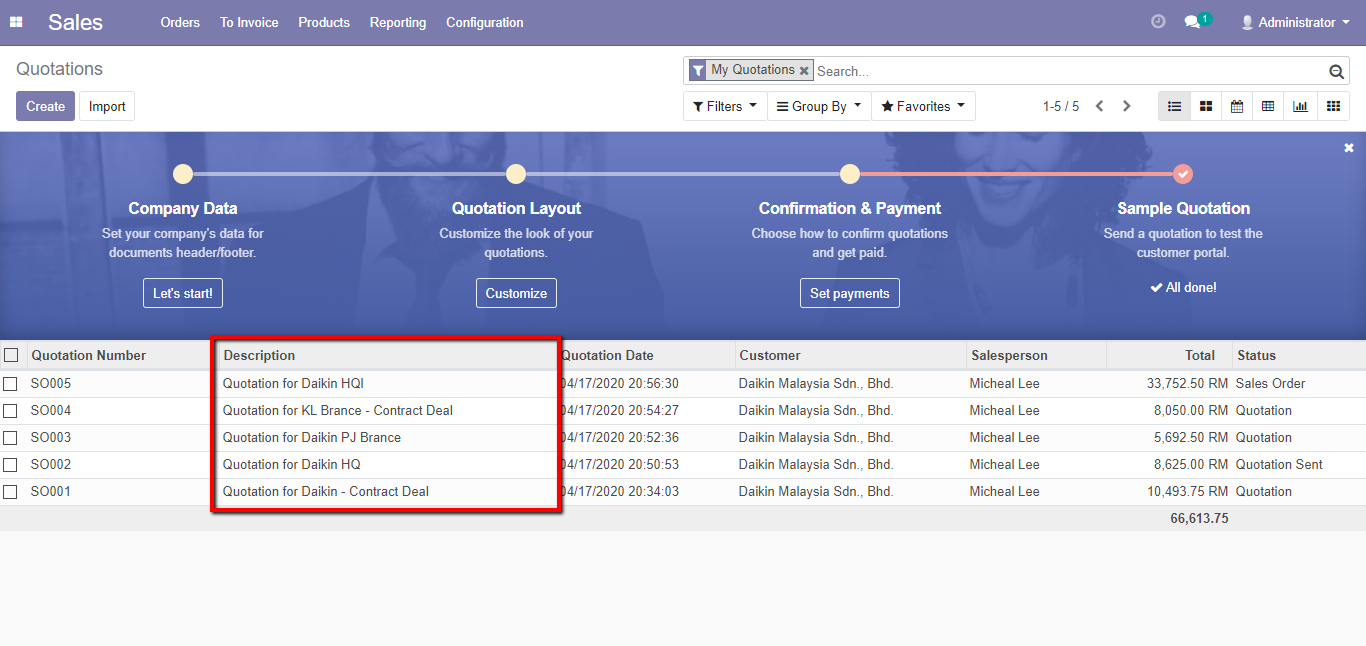 Sales Orders To Invoice Products Reporting Configuration 1 Administrator
Quotations
My Quotations Search...
Create Import Filters Group By Favorites 1-5 / 5
Company Data
Set your company's data for
documents header/footer.
Let's start!
Quotation Layout
Customize the look of your
quotations.
Customize
Confirmation & Payment
Choose how to confirm quotations
and get paid.
Set payments
Sample Quotation
Send a quotation to test the
customer portal.
All done!
Quotation Number Description Quotation Date Customer Salesperson Total Status
SO005 Quotation for Daikin HQI 04/17/2020 20:56:30 Daikin Malaysia Sdn., Bhd. Micheal Lee 33,752.50 RM Sales Order
SO004 Quotation for KL Brance - Contract Deal 04/17/2020 20:54:27 Daikin Malaysia Sdn., Bhd. Micheal Lee 8,050.00 RM Quotation
SO003 Quotation for Daikin PJ Brance 04/17/2020 20:52:36 Daikin Malaysia Sdn., Bhd. Micheal Lee 5,692.50 RM Quotation
SO002 Quotation for Daikin HQ 04/17/2020 20:50:53 Daikin Malaysia Sdn., Bhd. Micheal Lee 8,625.00 RM Quotation Sent
SO001 Quotation for Daikin - Contract Deal 04/17/2020 20:34:03 Daikin Malaysia Sdn., Bhd. Micheal Lee 10,493.75 RM Quotation
66,613.75